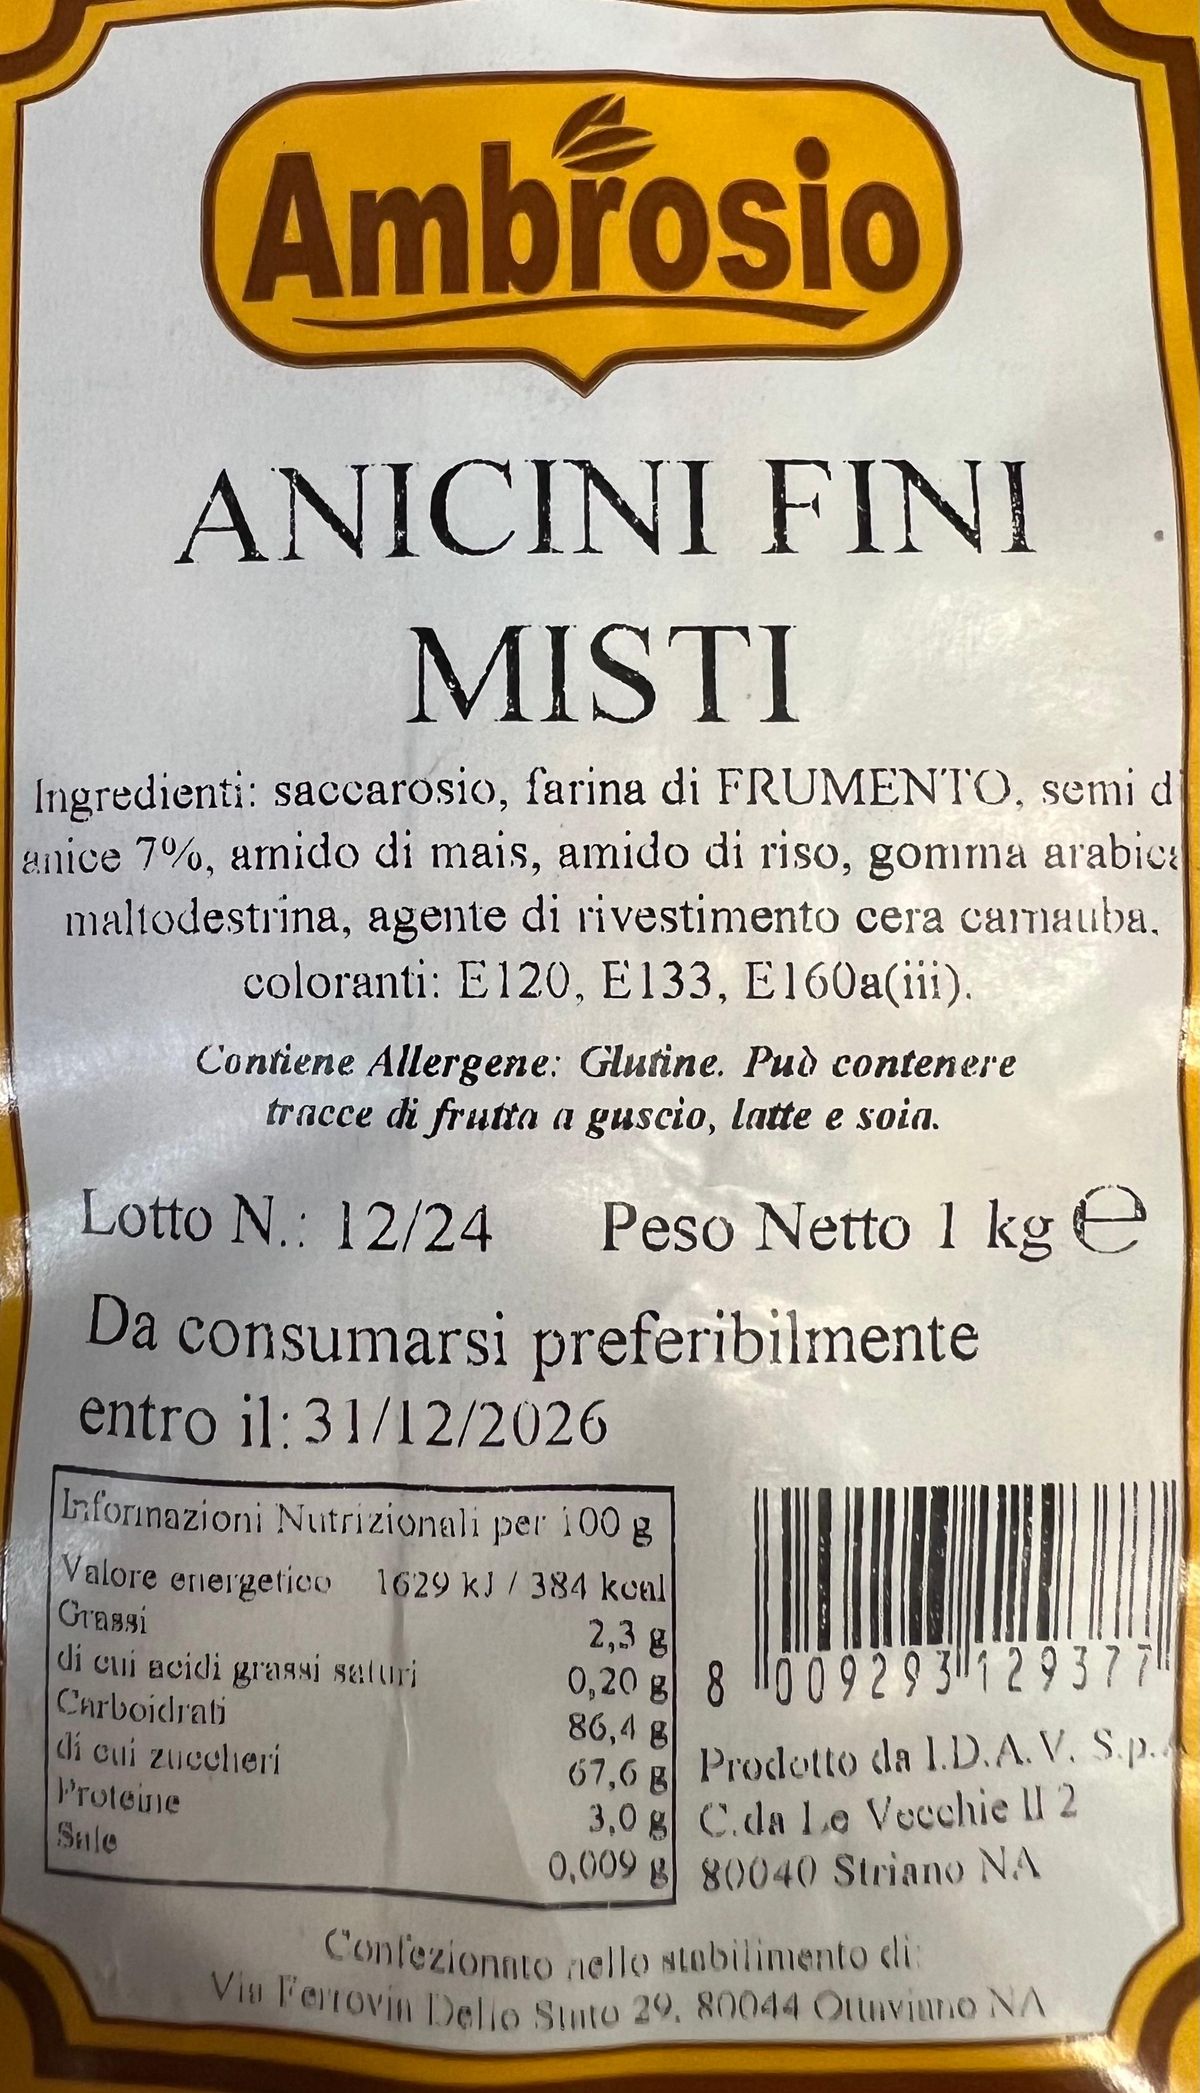 Ambrosio
ANICINI FINI
MISTI
Ingredienti: saccarosio, farina di FRUMENTO, semi d
anice 7%, amido di mais, amido di riso, gomma arabica
maltodestrina, agente di rivestimento cera carnauba,
coloranti: E120, E133, E160a(iii).
Contiene Allergene: Glutine. Può contenere
tracce di frutta a guscio, latte e soia.
Lotto N.: 12/24 Peso Netto 1 kg e
Da consumarsi preferibilmente
entro il: 31/12/2026
Informazioni Nutrizionali per 100 g
Valore energetico 1629 kJ / 384 kcal
Grassi 2,3 g
di cui acidi grassi saturi 0,20 g
Carboidrati 86,4 g
di cui zuccheri 67,6 g
Proteine 3,0 g
Sale 0,009 g
8 009293 129377
Prodotto da I.D.A.V. S.p.
C.da Le Vecchie II 2
80040 Striano NA
Confezionato nello stabilimento di:
Via Ferrovia Dello Stato 29, 80044 Ottaviano NA